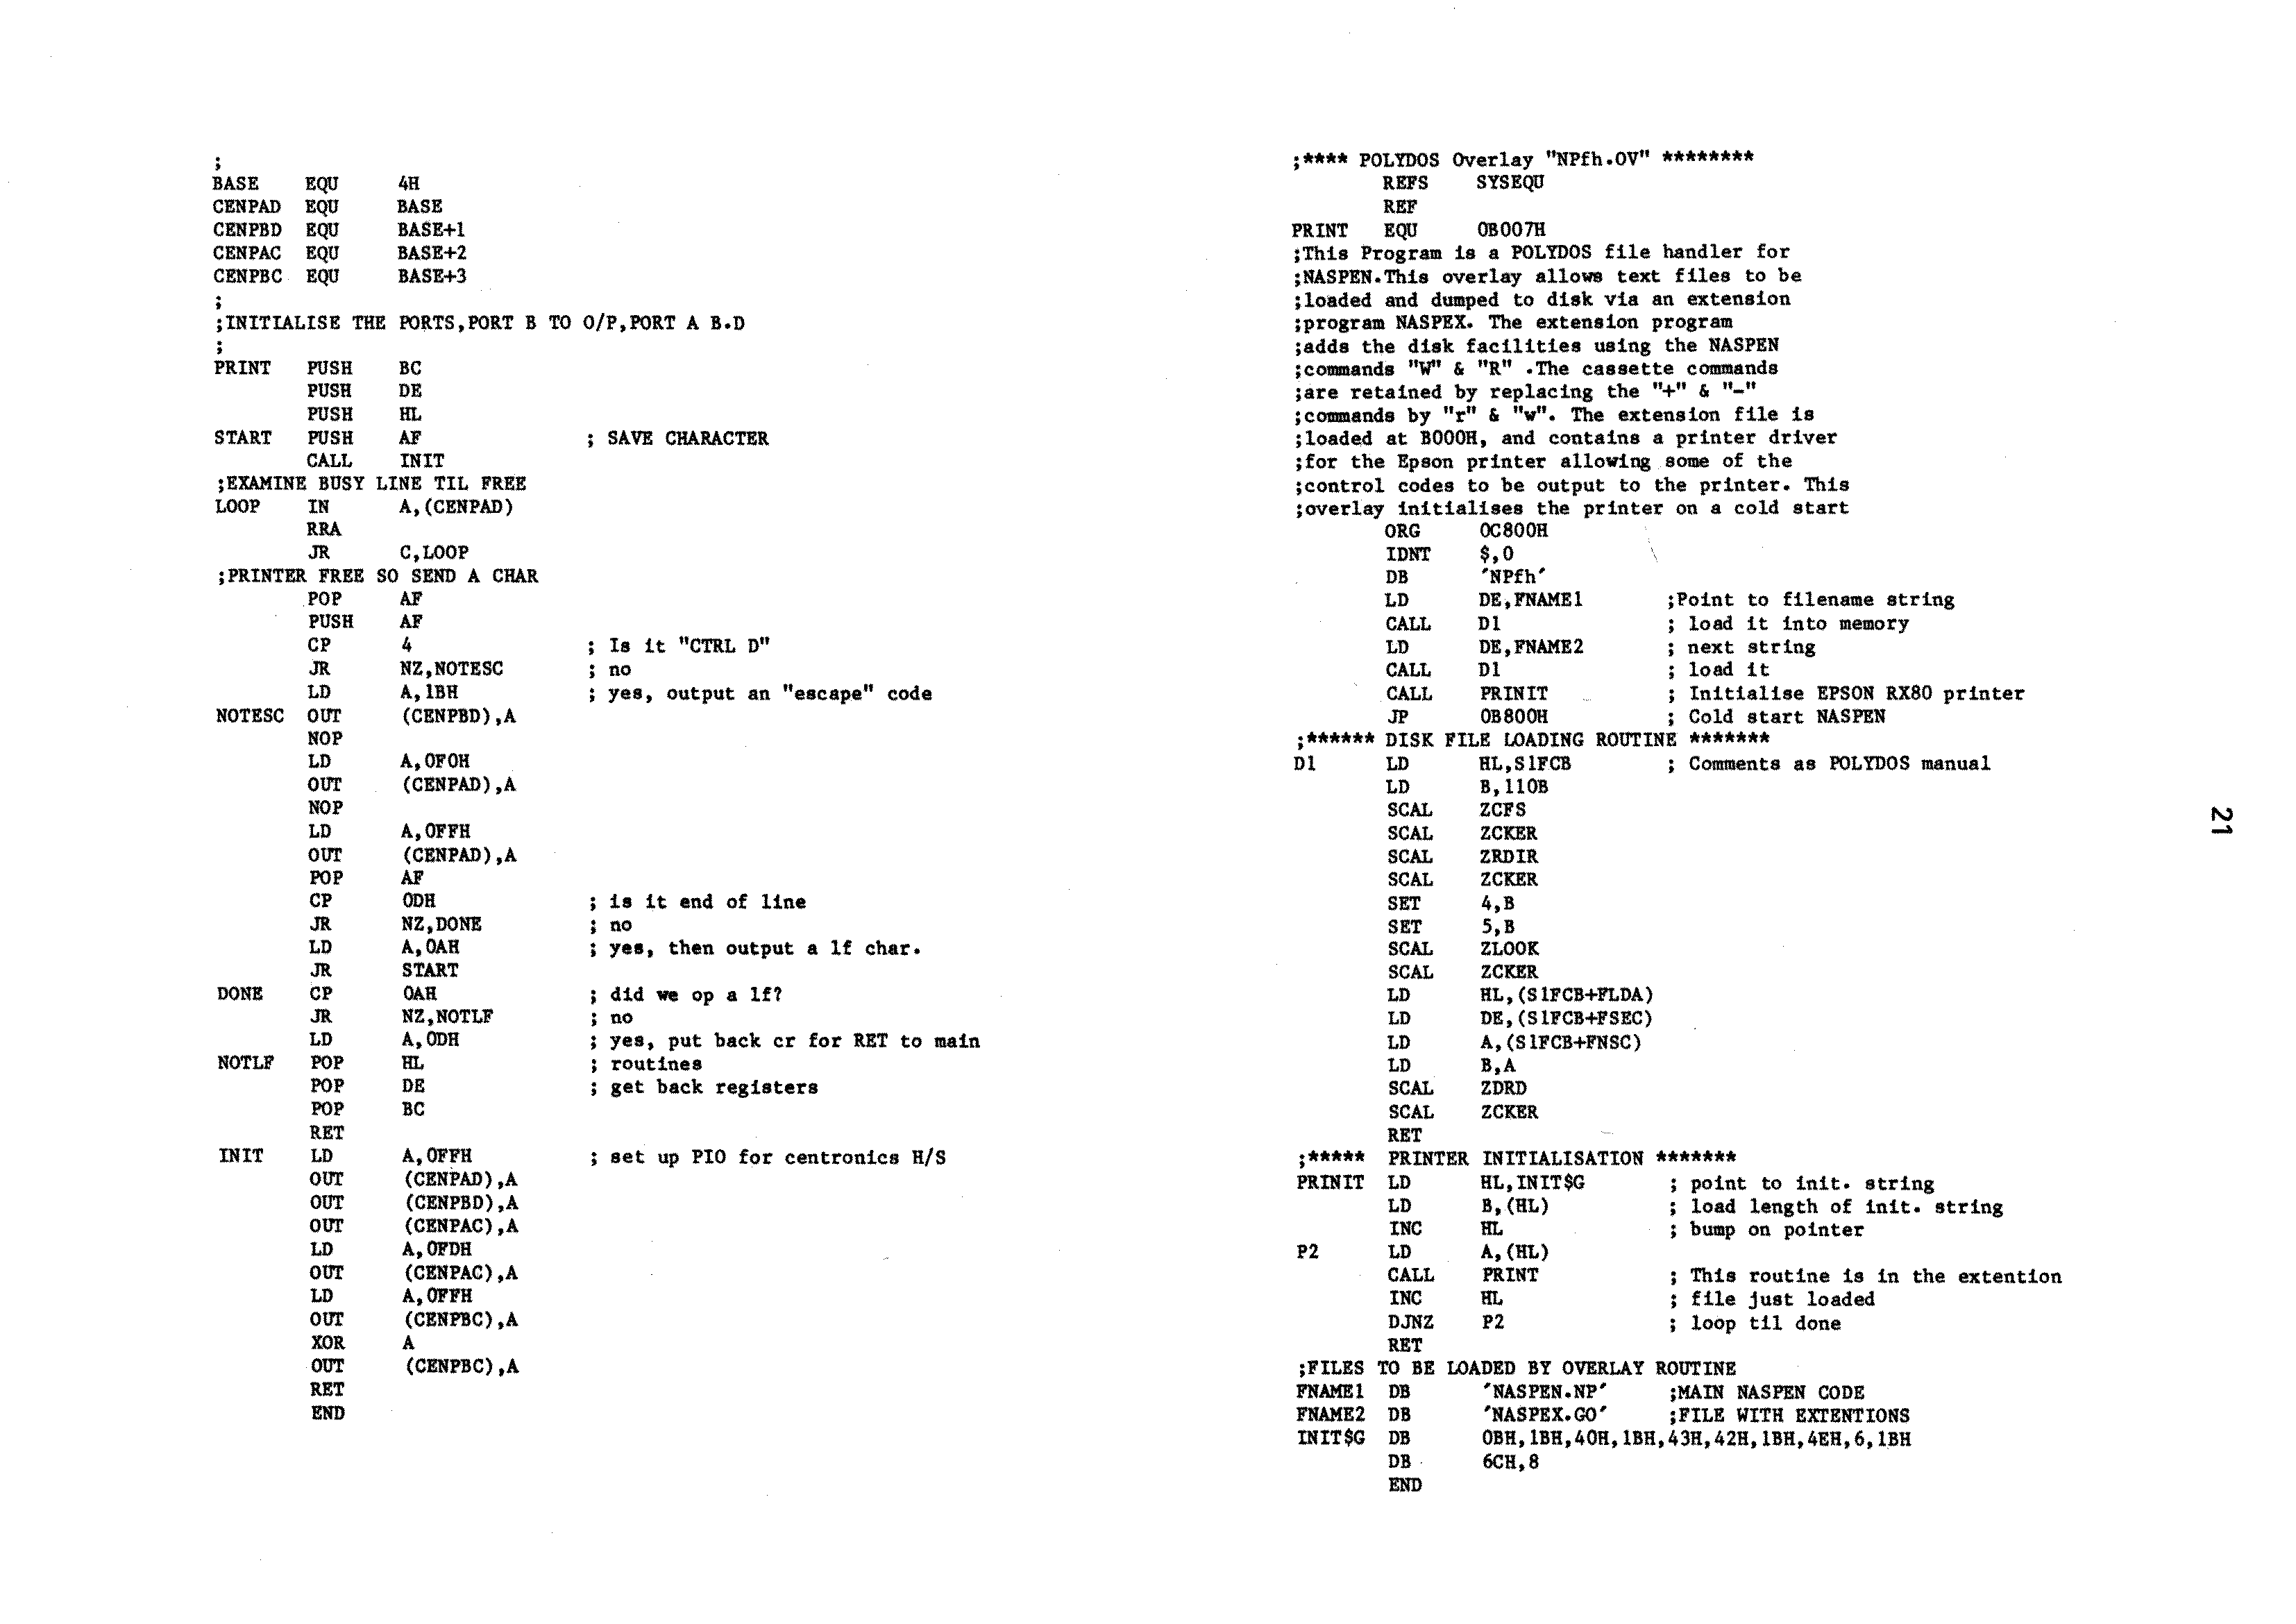 ;
BASE    EQU     4H
CENPAD  EQU     BASE
CENPBD  EQU     BASE+1
CENPAC  EQU     BASE+2
CENPBC  EQU     BASE+3
;
;INITIALISE THE PORTS,PORT B TO O/P,PORT A B.D
;
PRINT   PUSH    BC
        PUSH    DE
        PUSH    HL
START   PUSH    AF              ; SAVE CHARACTER
        CALL    INIT
;EXAMINE BUSY LINE TIL FREE
LOOP    IN      A,(CENPAD)
        RRA
        JR      C,LOOP
;PRINTER FREE SO SEND A CHAR
        POP     AF
        PUSH    AF
        CP      4               ; Is it "CTRL D"
        JR      NZ,NOTESC       ; no
        LD      A,1BH           ; yes, output an "escape" code
NOTESC  OUT     (CENPBD),A
        NOP
        LD      A,0F0H
        OUT     (CENPAD),A
        NOP
        LD      A,0FFH
        OUT     (CENPAD),A
        POP     AF
        CP      0DH             ; is it end of line
        JR      NZ,DONE         ; no
        LD      A,0AH           ; yes, then output a lf char.
        JR      START
DONE    CP      0AH             ; did we op a lf?
        JR      NZ,NOTLF        ; no
        LD      A,0DH           ; yes, put back cr for RET to main
NOTLF   POP     HL              ; routines
        POP     DE              ; get back registers
        POP     BC
        RET
INIT    LD      A,0FFH          ; set up PIO for centronics H/S
        OUT     (CENPAD),A
        OUT     (CENPBD),A
        OUT     (CENPAC),A
        LD      A,0FDH
        OUT     (CENPAC),A
        LD      A,0FFH
        OUT     (CENPBC),A
        XOR     A
        OUT     (CENPBC),A
        RET
        END
;**** POLYDOS Overlay "NPfh.OV" ********
        REFS    SYSEQU
        REF
PRINT   EQU     0B007H
;This Program is a POLYDOS file handler for
;NASPEN.This overlay allows text files to be
;loaded and dumped to disk via an extension
;program NASPEX. The extension program
;adds the disk facilities using the NASPEN
;commands "W" & "R" .The cassette commands
;are retained by replacing the "+" & "-"
;commands by "r" & "w". The extension file is
;loaded at B000H, and contains a printer driver
;for the Epson printer allowing some of the
;control codes to be output to the printer. This
;overlay initialises the printer on a cold start
        ORG     0C800H
        IDNT    $,0
        DB      'NPfh'
        LD      DE,FNAME1       ;Point to filename string
        CALL    D1              ; load it into memory
        LD      DE,FNAME2       ; next string
        CALL    D1              ; load it
        CALL    PRINIT          ; Initialise EPSON RX80 printer
        JP      0B800H          ; Cold start NASPEN
;****** DISK FILE LOADING ROUTINE *******
D1      LD      HL,S1FCB        ; Comments as POLYDOS manual
        LD      B,110B
        SCAL    ZCFS
        SCAL    ZCKER
        SCAL    ZRDIR
        SCAL    ZCKER
        SET     4,B
        SET     5,B
        SCAL    ZLOOK
        SCAL    ZCKER
        LD      HL,(S1FCB+FLDA)
        LD      DE,(S1FCB+FSEC)
        LD      A,(S1FCB+FNSC)
        LD      B,A
        SCAL    ZDRD
        SCAL    ZCKER
        RET
;*****  PRINTER INITIALISATION *******
PRINIT  LD      HL,INIT$G       ; point to init. string
        LD      B,(HL)          ; load length of init. string
        INC     HL              ; bump on pointer
P2      LD      A,(HL)
        CALL    PRINT           ; This routine is in the extention
        INC     HL              ; file just loaded
        DJNZ    P2              ; loop til done
        RET
;FILES TO BE LOADED BY OVERLAY ROUTINE
FNAME1  DB      'NASPEN.NP'     ;MAIN NASPEN CODE
FNAME2  DB      'NASPEX.GO'     ;FILE WITH EXTENTIONS
INIT$G  DB      0BH,1BH,40H,1BH,43H,42H,1BH,4EH,6,1BH
        DB      6CH,8
        END
21